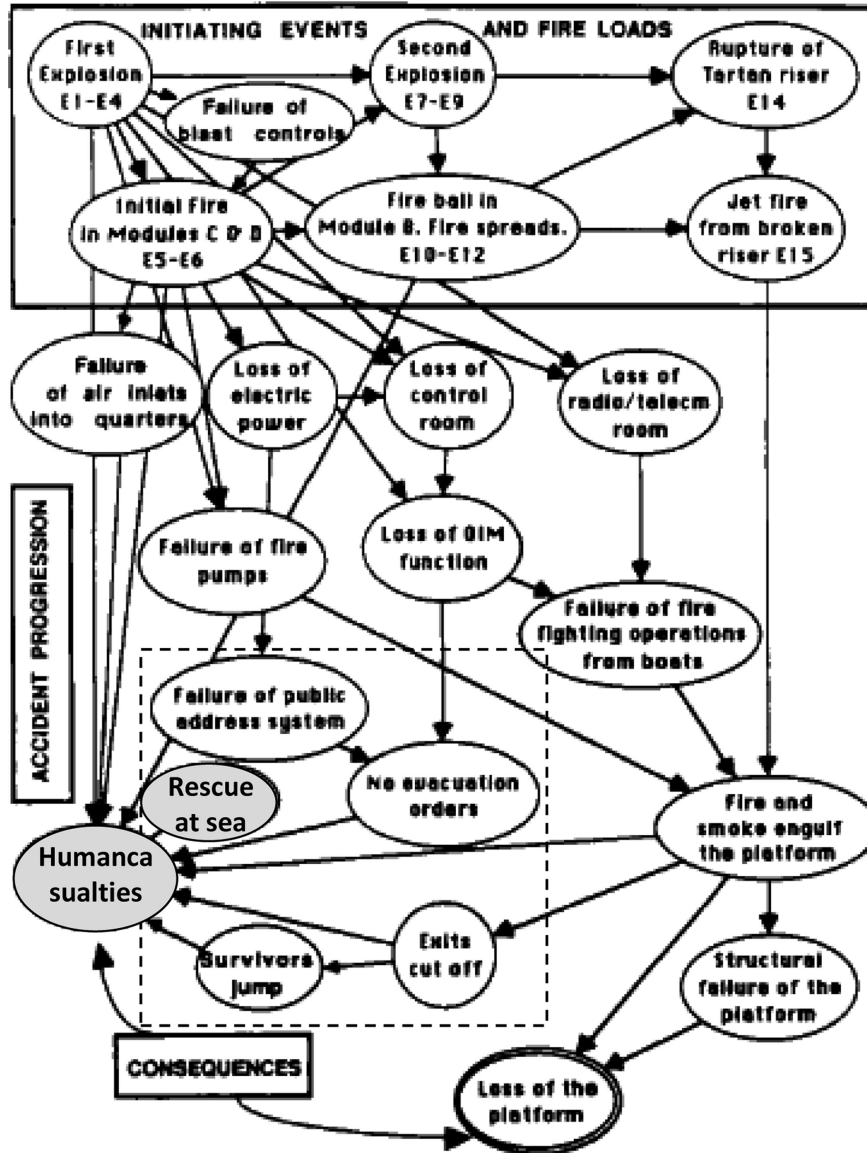 INITIATING EVENTS AND FIRE LOADS
First
Explosion
E1-E4
Second
Explosion
E7-E9
Rupture of
Tartan riser
E14
Failure of
blast controls
Initial Fire
in Modules C & D
E5-E6
Fire ball in
Module B. Fire spreads.
E10-E12
Jet fire
from broken
riser E15
Failure
of air inlets
into quarters
Loss of
electric
power
Loss of
control
room
Loss of
radio/telecm
room
ACCIDENT PROGRESSION
Failure of fire
pumps
Loss of OIM
function
Failure of fire
fighting operations
from boats
Failure of public
address system
Rescue
at sea
No evacuation
orders
Fire and
smoke engulf
the platform
Humanca
sualties
Survivors
jump
Exits
cut off
Structural
failure of the
platform
CONSEQUENCES
Loss of the
platform